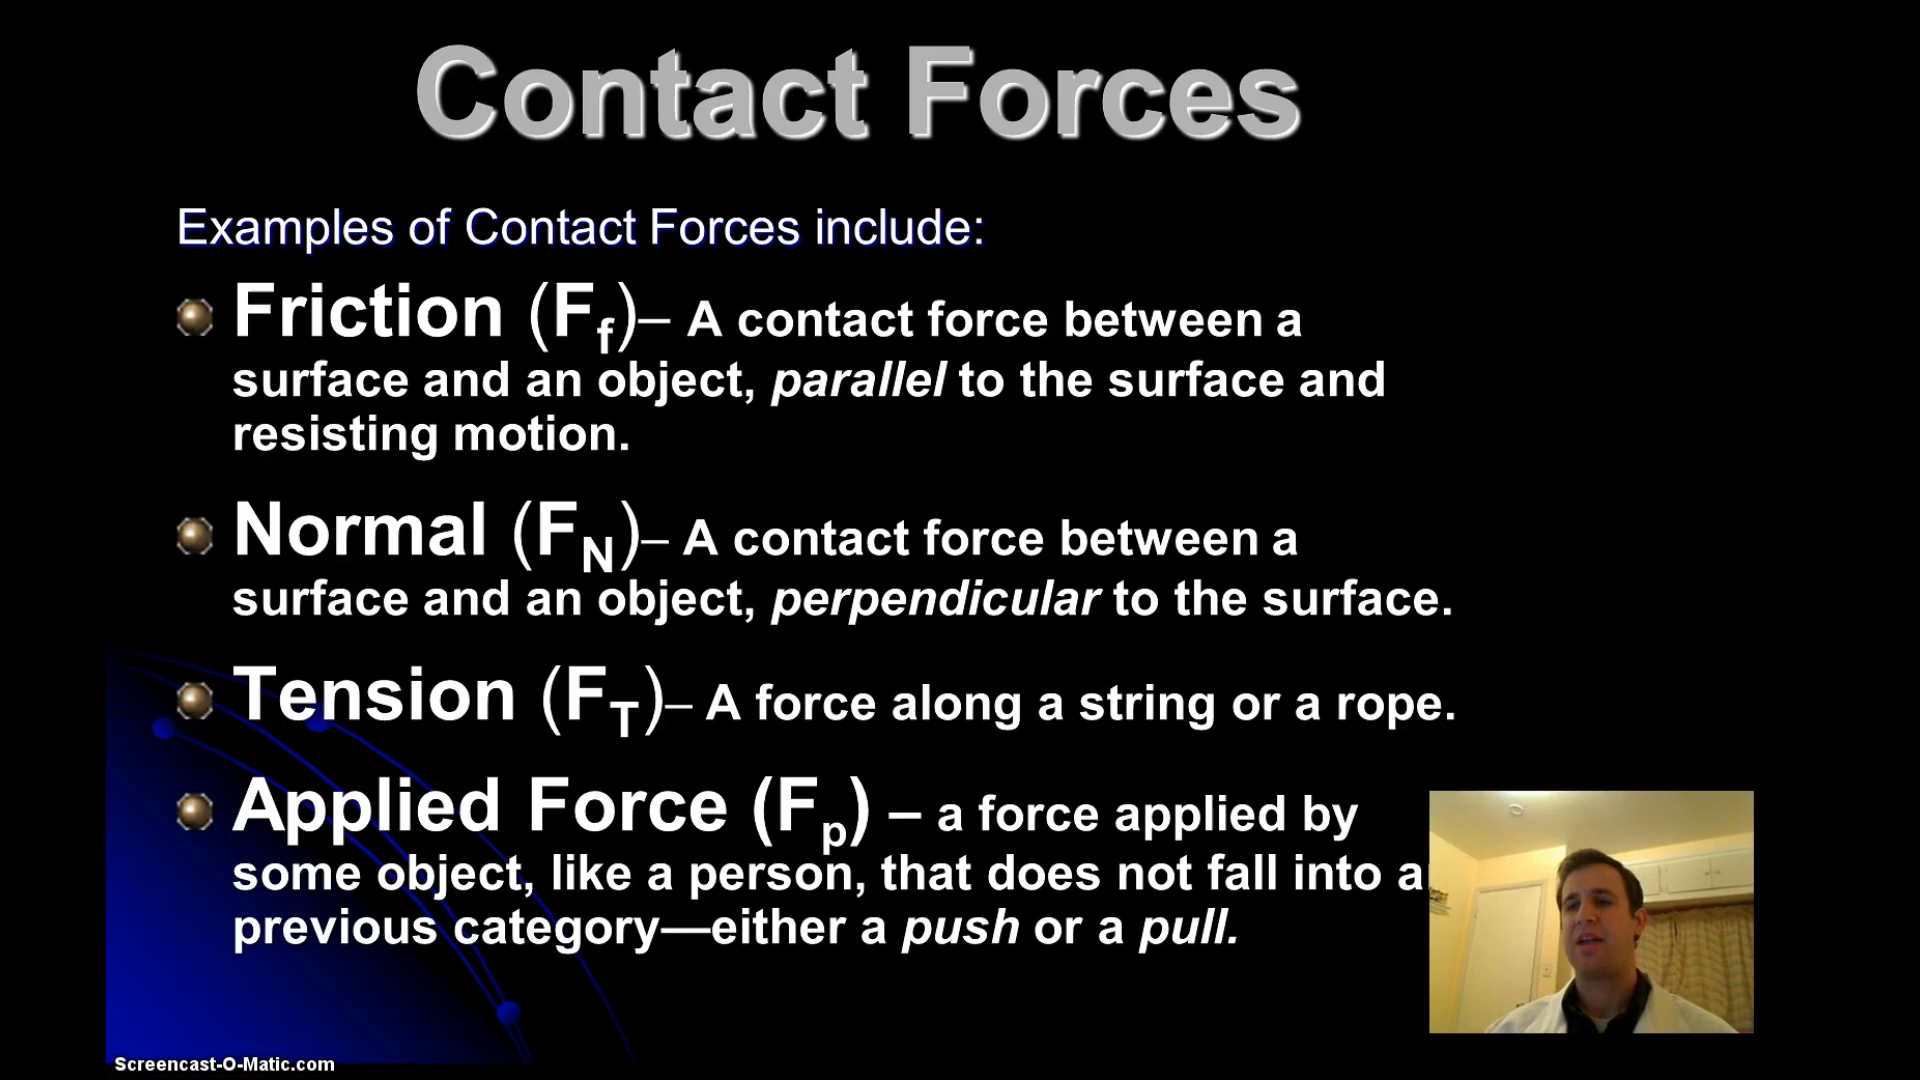 Contact Forces
Examples of Contact Forces include:
Friction (Ff)– A contact force between a
surface and an object, parallel to the surface and
resisting motion.
Normal (FN)– A contact force between a
surface and an object, perpendicular to the surface.
Tension (FT)– A force along a string or a rope.
Applied Force (Fp) – a force applied by
some object, like a person, that does not fall into
previous category—either a push or a pull.
Screencast-O-Matic.com